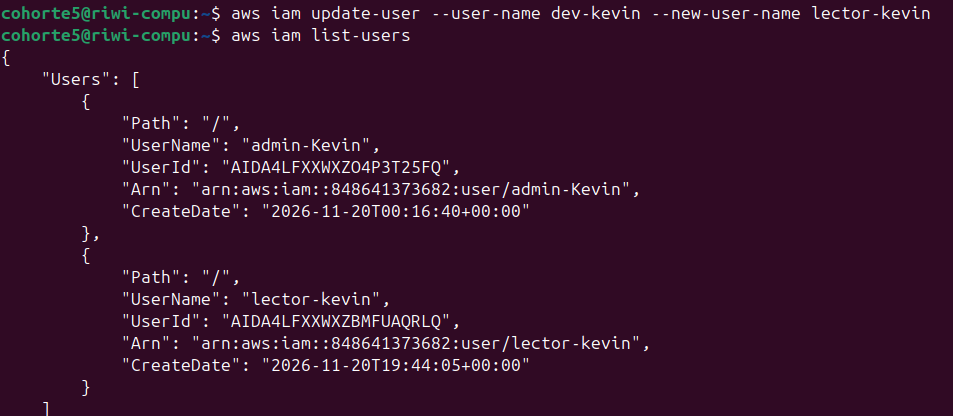 cohorte5@riwi-compu:~$ aws iam update-user --user-name dev-kevin --new-user-name lector-kevin
cohorte5@riwi-compu:~$ aws iam list-users
{
    "Users": [
        {
            "Path": "/",
            "UserName": "admin-Kevin",
            "UserId": "AIDA4LFXXWXZO4P3T25FQ",
            "Arn": "arn:aws:iam::848641373682:user/admin-Kevin",
            "CreateDate": "2026-11-20T00:16:40+00:00"
        },
        {
            "Path": "/",
            "UserName": "lector-kevin",
            "UserId": "AIDA4LFXXWXZBMFUAQRLQ",
            "Arn": "arn:aws:iam::848641373682:user/lector-kevin",
            "CreateDate": "2026-11-20T19:44:05+00:00"
        }
    ]